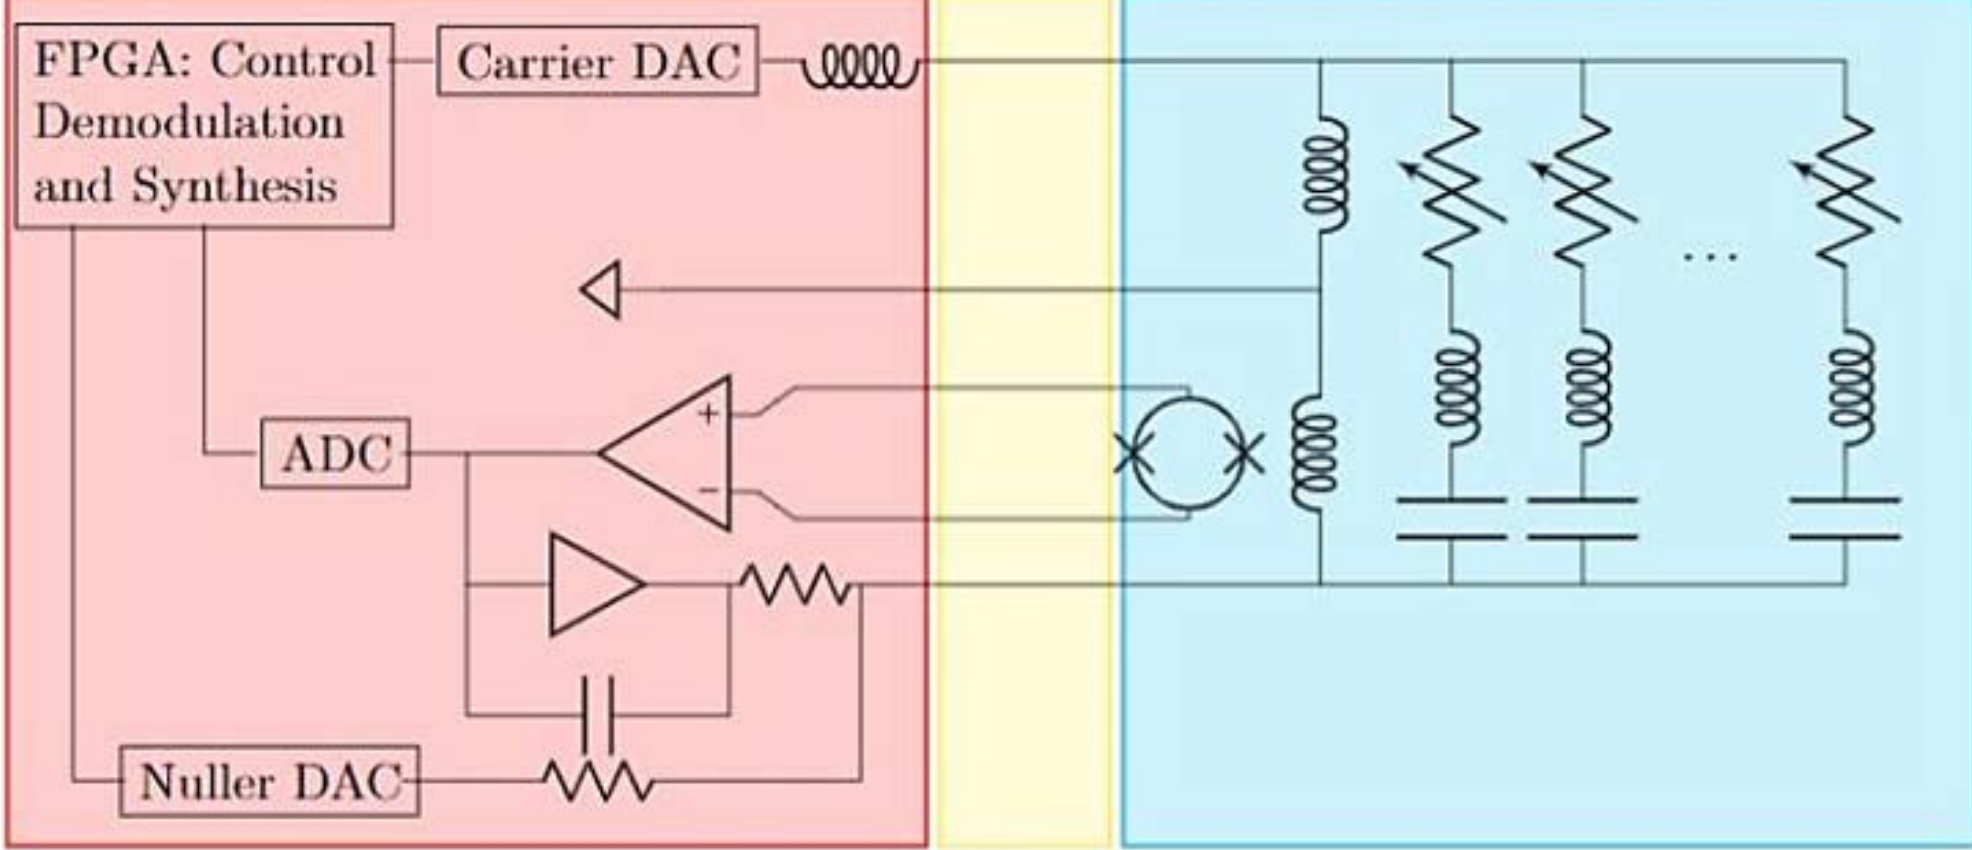 FPGA: Control
Demodulation
and Synthesis
Carrier DAC
+
−
ADC
...
Nuller DAC